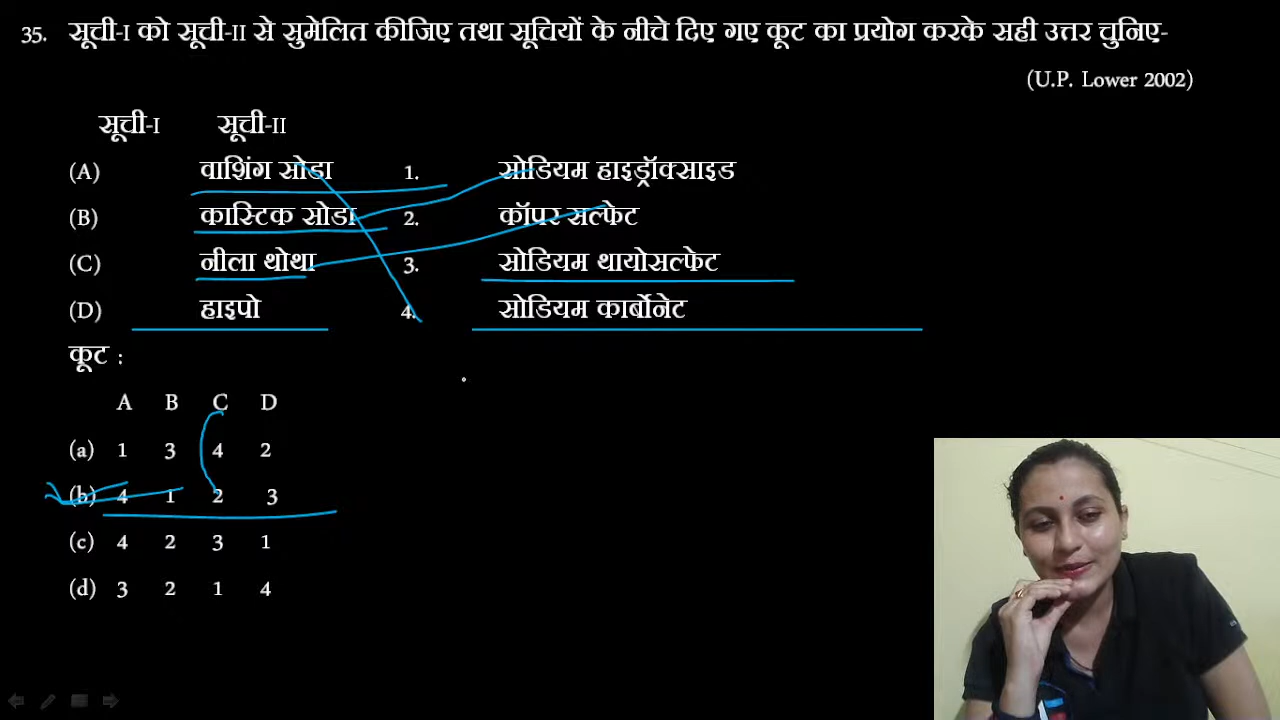 35. सूची-I को सूची-II से सुमेलित कीजिए तथा सूचियों के नीचे दिए गए कूट का प्रयोग करके सही उत्तर चुनिए-
(U.P. Lower 2002)
सूची-I सूची-II
(A) वाशिंग सोडा 1. सोडियम हाइड्रॉक्साइड
(B) कास्टिक सोडा 2. कॉपर सल्फेट
(C) नीला थोथा 3. सोडियम थायोसल्फेट
(D) हाइपो 4. सोडियम कार्बोनेट
कूट :
A B C D
(a) 1 3 4 2
(b) 4 1 2 3
(c) 4 2 3 1
(d) 3 2 1 4